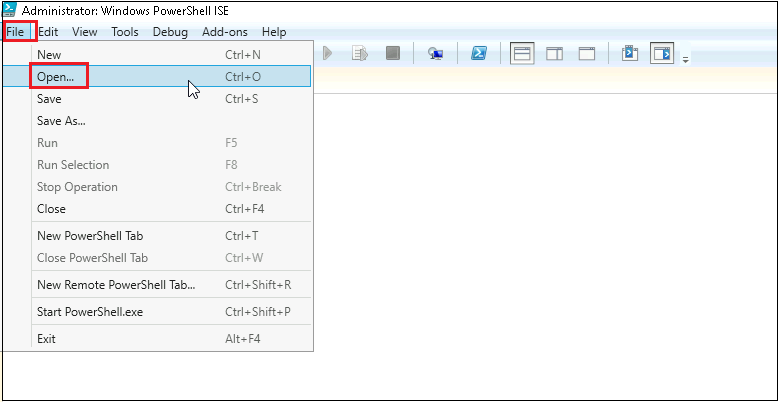 Administrator: Windows PowerShell ISE
File Edit View Tools Debug Add-ons Help
New Ctrl+N
Open... Ctrl+O
Save Ctrl+S
Save As...
Run F5
Run Selection F8
Stop Operation Ctrl+Break
Close Ctrl+F4
New PowerShell Tab Ctrl+T
Close PowerShell Tab Ctrl+W
New Remote PowerShell Tab... Ctrl+Shift+R
Start PowerShell.exe Ctrl+Shift+P
Exit Alt+F4